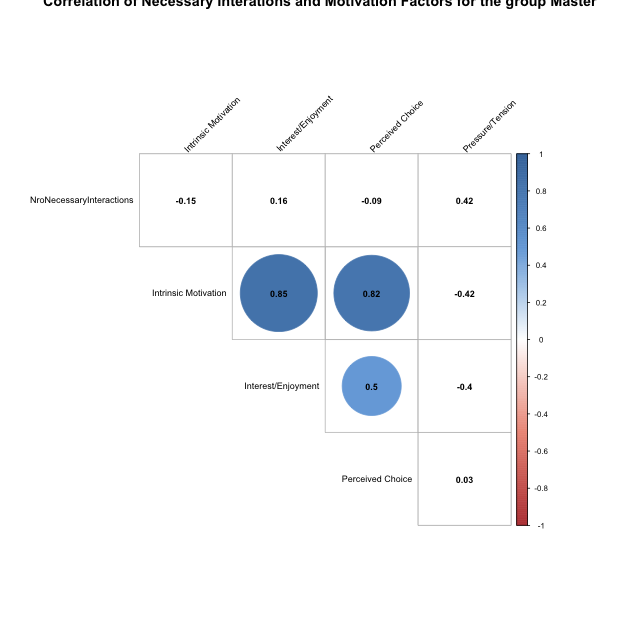 Correlation of Necessary Interations and Motivation Factors for the group Master
Intrinsic Motivation
Interest/Enjoyment
Perceived Choice
Pressure/Tension
NroNecessaryInteractions -0.15 0.16 -0.09 0.42
Intrinsic Motivation 0.85 0.82 -0.42
Interest/Enjoyment 0.5 -0.4
Perceived Choice 0.03
1
0.8
0.6
0.4
0.2
0
-0.2
-0.4
-0.6
-0.8
-1